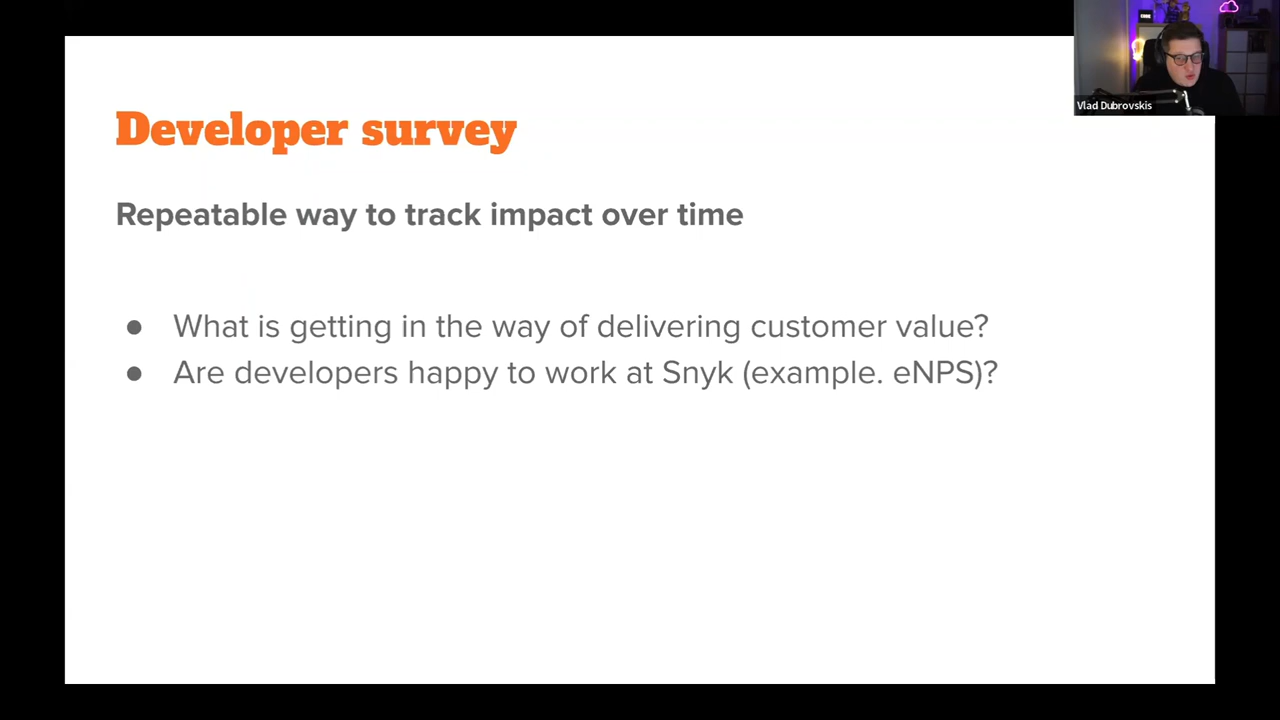 Developer survey
Repeatable way to track impact over time
● What is getting in the way of delivering customer value?
● Are developers happy to work at Snyk (example. eNPS)?
Vlad Dubrovskis